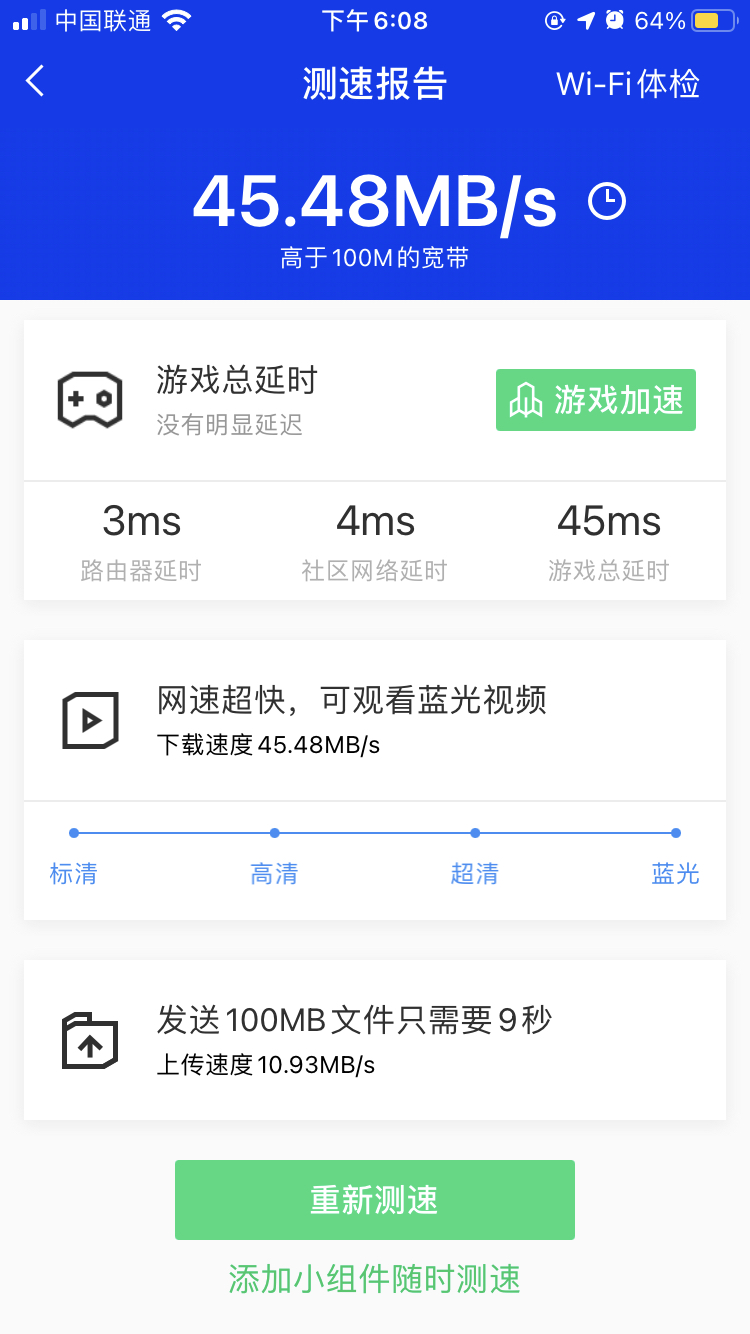 中国联通 下午6:08 64%
测速报告 Wi-Fi体检
45.48MB/s
高于100M的宽带
游戏总延时
没有明显延迟
游戏加速
3ms 4ms 45ms
路由器延时 社区网络延时 游戏总延时
网速超快，可观看蓝光视频
下载速度45.48MB/s
标清 高清 超清 蓝光
发送100MB文件只需要9秒
上传速度10.93MB/s
重新测速
添加小组件随时测速